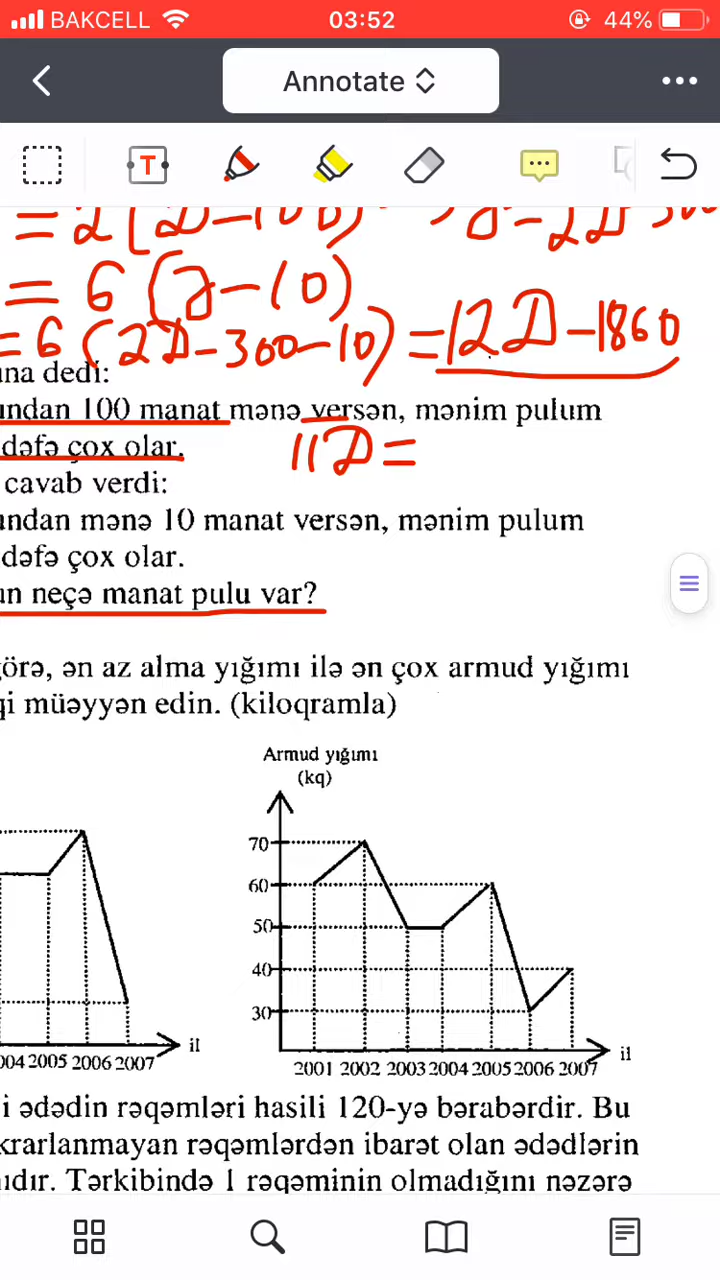 BAKCELL 03:52 44%
Annotate
T
= 6 (J-10)
= 6 (2D-300-10) = 12D-1860
ına dedi:
ından 100 manat mənə versən, mənim pulum
11D=
dəfə çox olar.
cavab verdi:
ından mənə 10 manat versən, mənim pulum
dəfə çox olar.
ın neçə manat pulu var?
görə, ən az alma yığımı ilə ən çox armud yığımı
qi müəyyən edin. (kiloqramla)
Armud yığımı
(kq)
70
60
50
40
30
il
004 2005 2006 2007
2001 2002 2003 2004 2005 2006 2007
il
i ədədin rəqəmləri hasili 120-yə bərabərdir. Bu
krarlanmayan rəqəmlərdən ibarət olan ədədlərin
ıdır. Tərkibində 1 rəqəminin olmadığını nəzərə